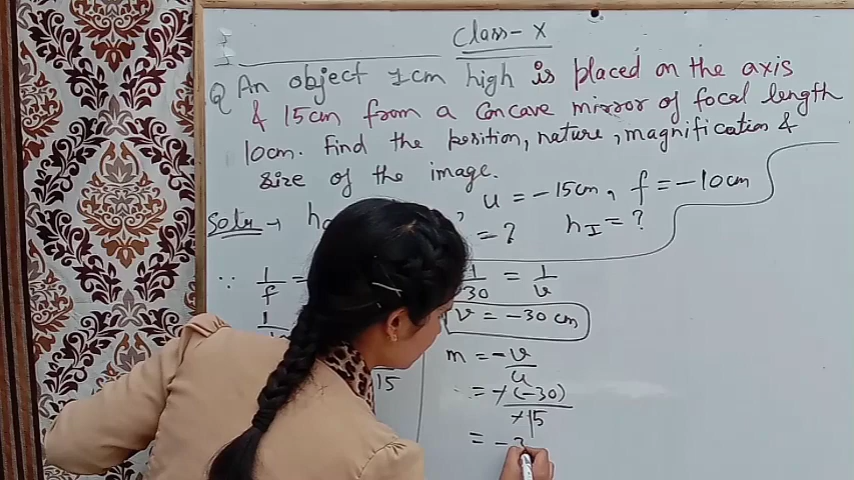 Class-X
Q An object 1cm high is placed on the axis
& 15cm from a Concave mirror of focal length
10cm. Find the position, nature, magnification &
size of the image.
Soln → h ? u = -15cm, f = -10cm
= ? hI = ?
∵ 1/f =
1/30 = 1/v
v = -30 cm
m = -v/u
15
= -(-30)/-15
= -